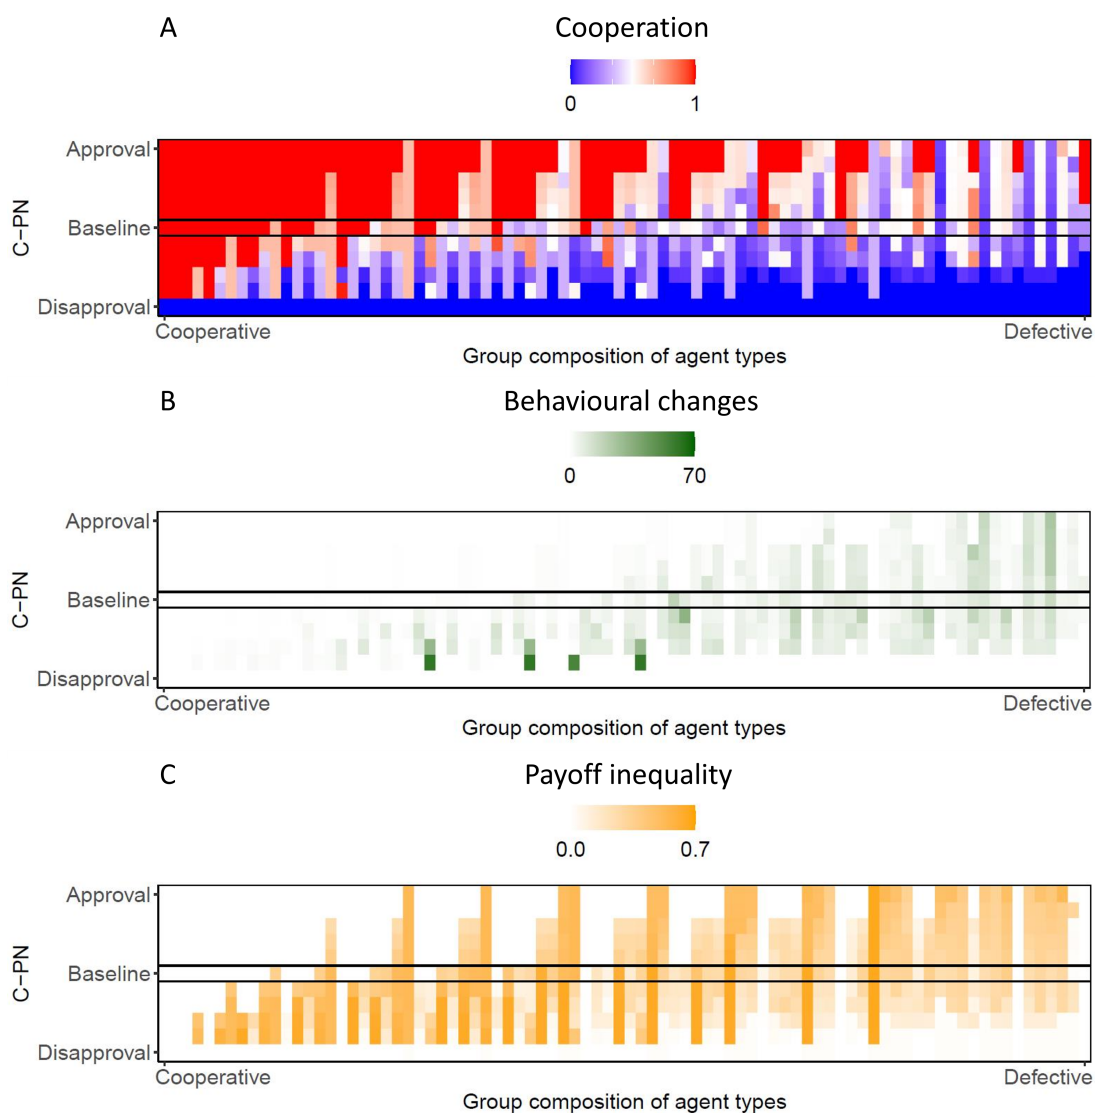 A
Cooperation
0 1
Approval
Baseline
Disapproval
C−PN
Cooperative Defective
Group composition of agent types
B
Behavioural changes
0 70
Approval
Baseline
Disapproval
C−PN
Cooperative Defective
Group composition of agent types
C
Payoff inequality
0.0 0.7
Approval
Baseline
Disapproval
C−PN
Cooperative Defective
Group composition of agent types